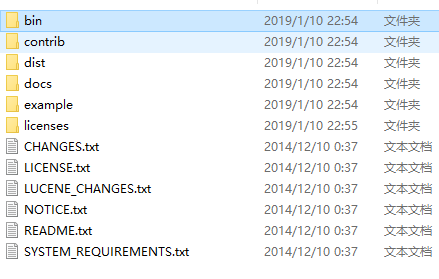 bin 2019/1/10 22:54 文件夹
contrib 2019/1/10 22:54 文件夹
dist 2019/1/10 22:54 文件夹
docs 2019/1/10 22:54 文件夹
example 2019/1/10 22:54 文件夹
licenses 2019/1/10 22:55 文件夹
CHANGES.txt 2014/12/10 0:37 文本文档
LICENSE.txt 2014/12/10 0:37 文本文档
LUCENE_CHANGES.txt 2014/12/10 0:37 文本文档
NOTICE.txt 2014/12/10 0:37 文本文档
README.txt 2014/12/10 0:37 文本文档
SYSTEM_REQUIREMENTS.txt 2014/12/10 0:37 文本文档